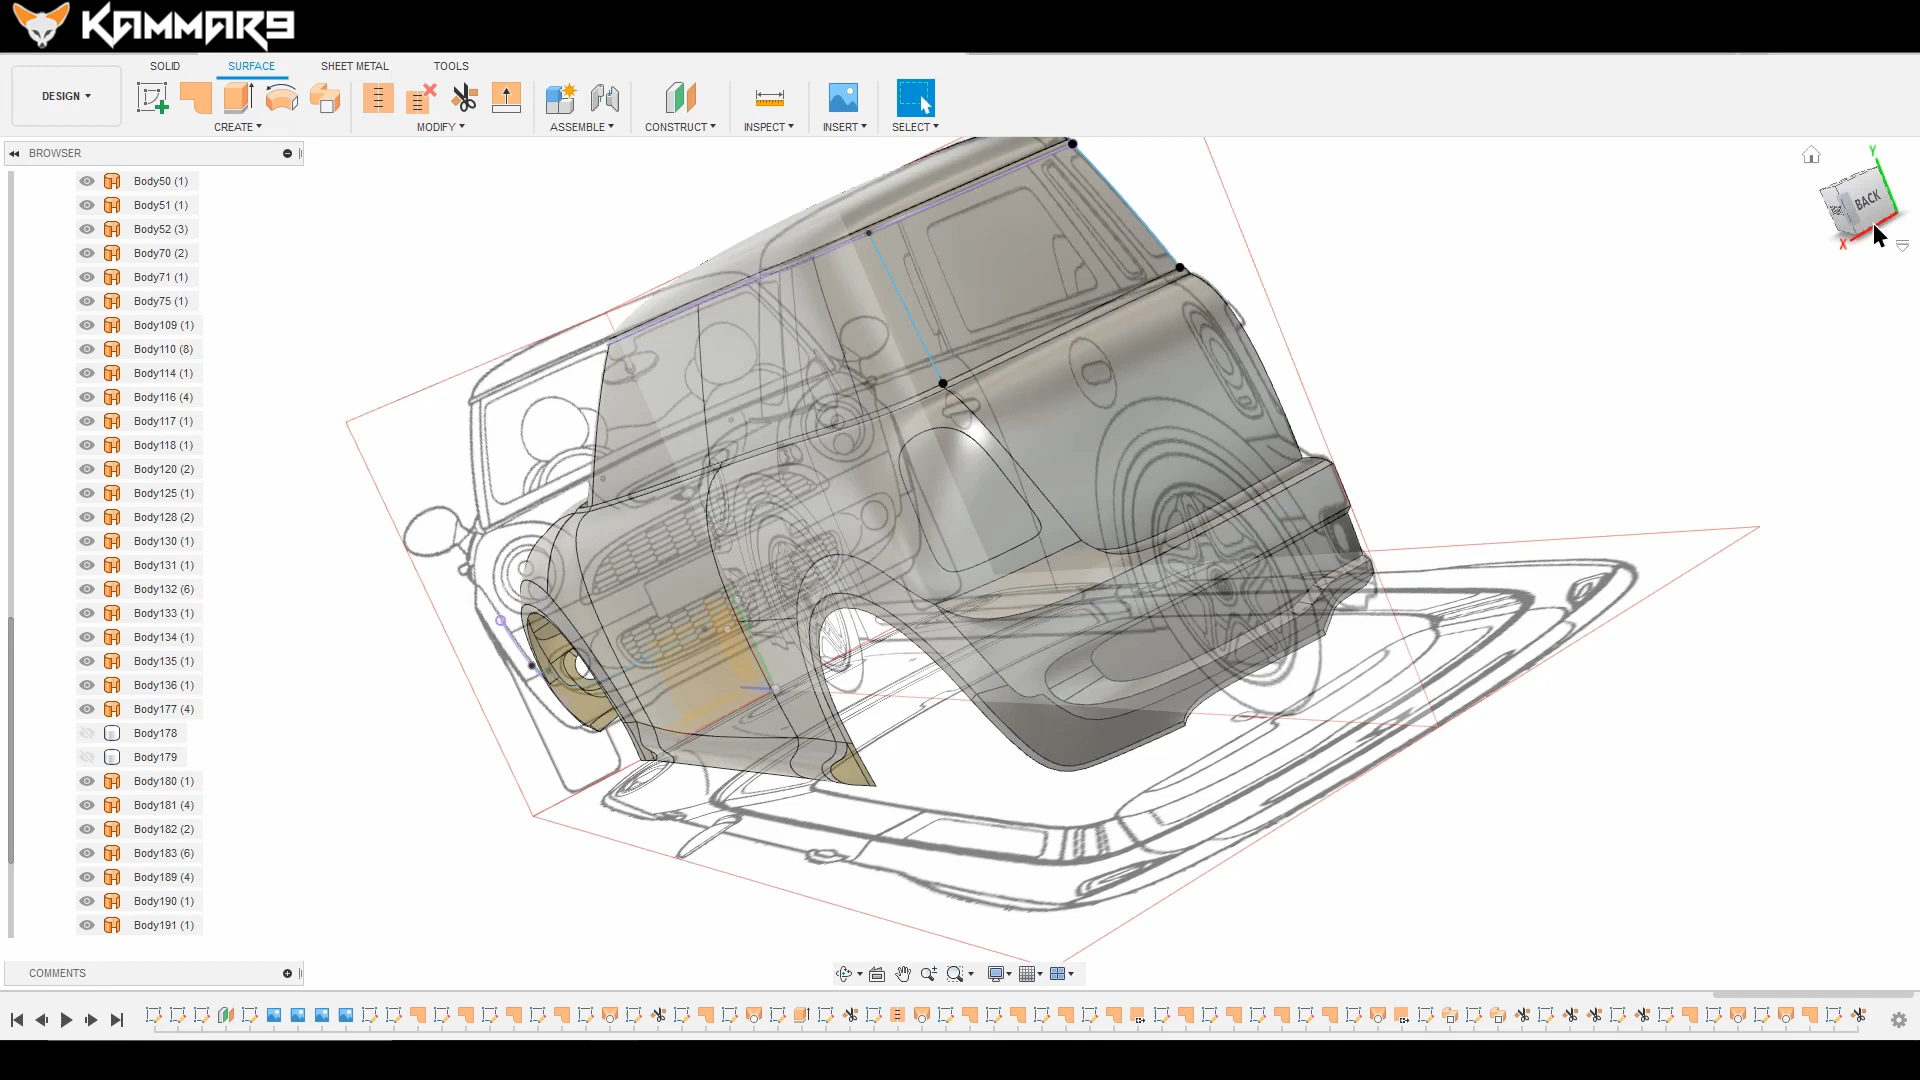 KAMMAR9
SOLID
SURFACE
SHEET METAL
TOOLS
DESIGN
CREATE
MODIFY
ASSEMBLE
CONSTRUCT
INSPECT
INSERT
SELECT
BROWSER
Body50 (1)
Body51 (1)
Body52 (3)
Body70 (2)
Body71 (1)
Body75 (1)
Body109 (1)
Body110 (8)
Body114 (1)
Body116 (4)
Body117 (1)
Body118 (1)
Body120 (2)
Body125 (1)
Body128 (2)
Body130 (1)
Body131 (1)
Body132 (6)
Body133 (1)
Body134 (1)
Body135 (1)
Body136 (1)
Body177 (4)
Body178
Body179
Body180 (1)
Body181 (4)
Body182 (2)
Body183 (6)
Body189 (4)
Body190 (1)
Body191 (1)
Y
BACK
X
COMMENTS